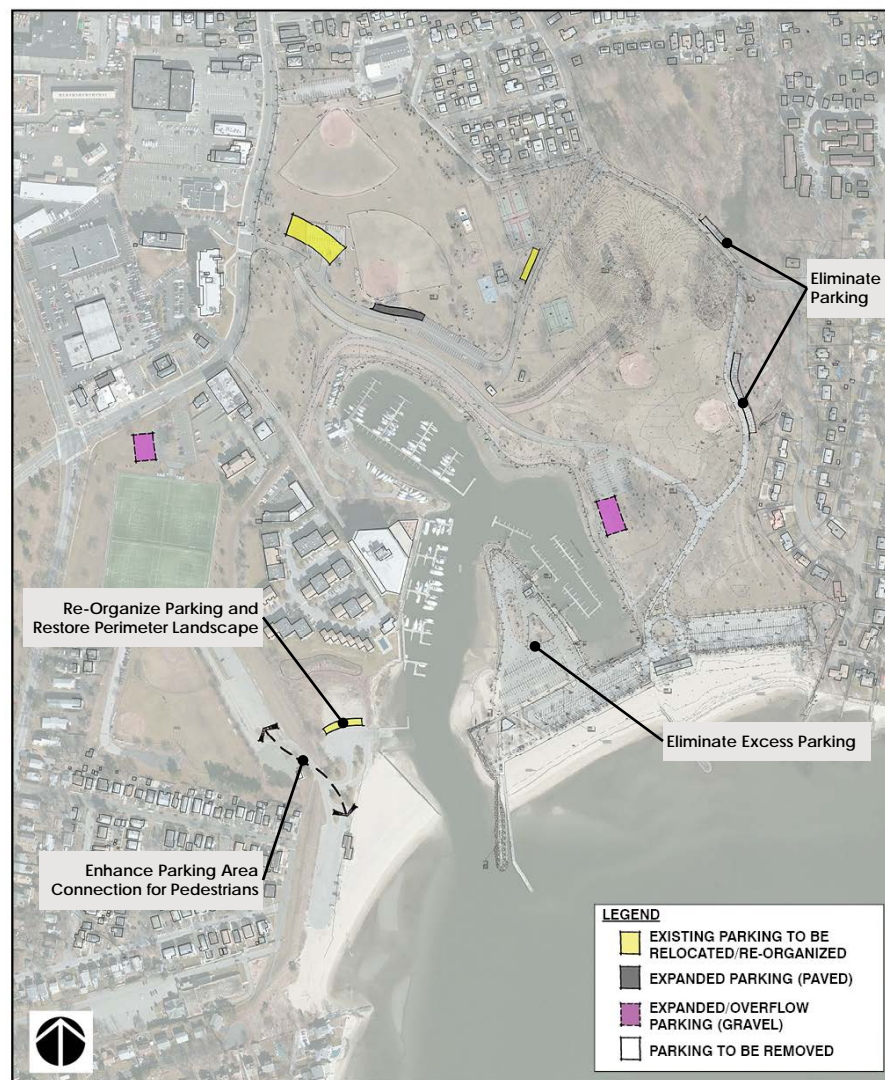 Eliminate
Parking
Re-Organize Parking and
Restore Perimeter Landscape
Eliminate Excess Parking
Enhance Parking Area
Connection for Pedestrians
LEGEND
EXISTING PARKING TO BE
RELOCATED/RE-ORGANIZED
EXPANDED PARKING (PAVED)
EXPANDED/OVERFLOW
PARKING (GRAVEL)
PARKING TO BE REMOVED